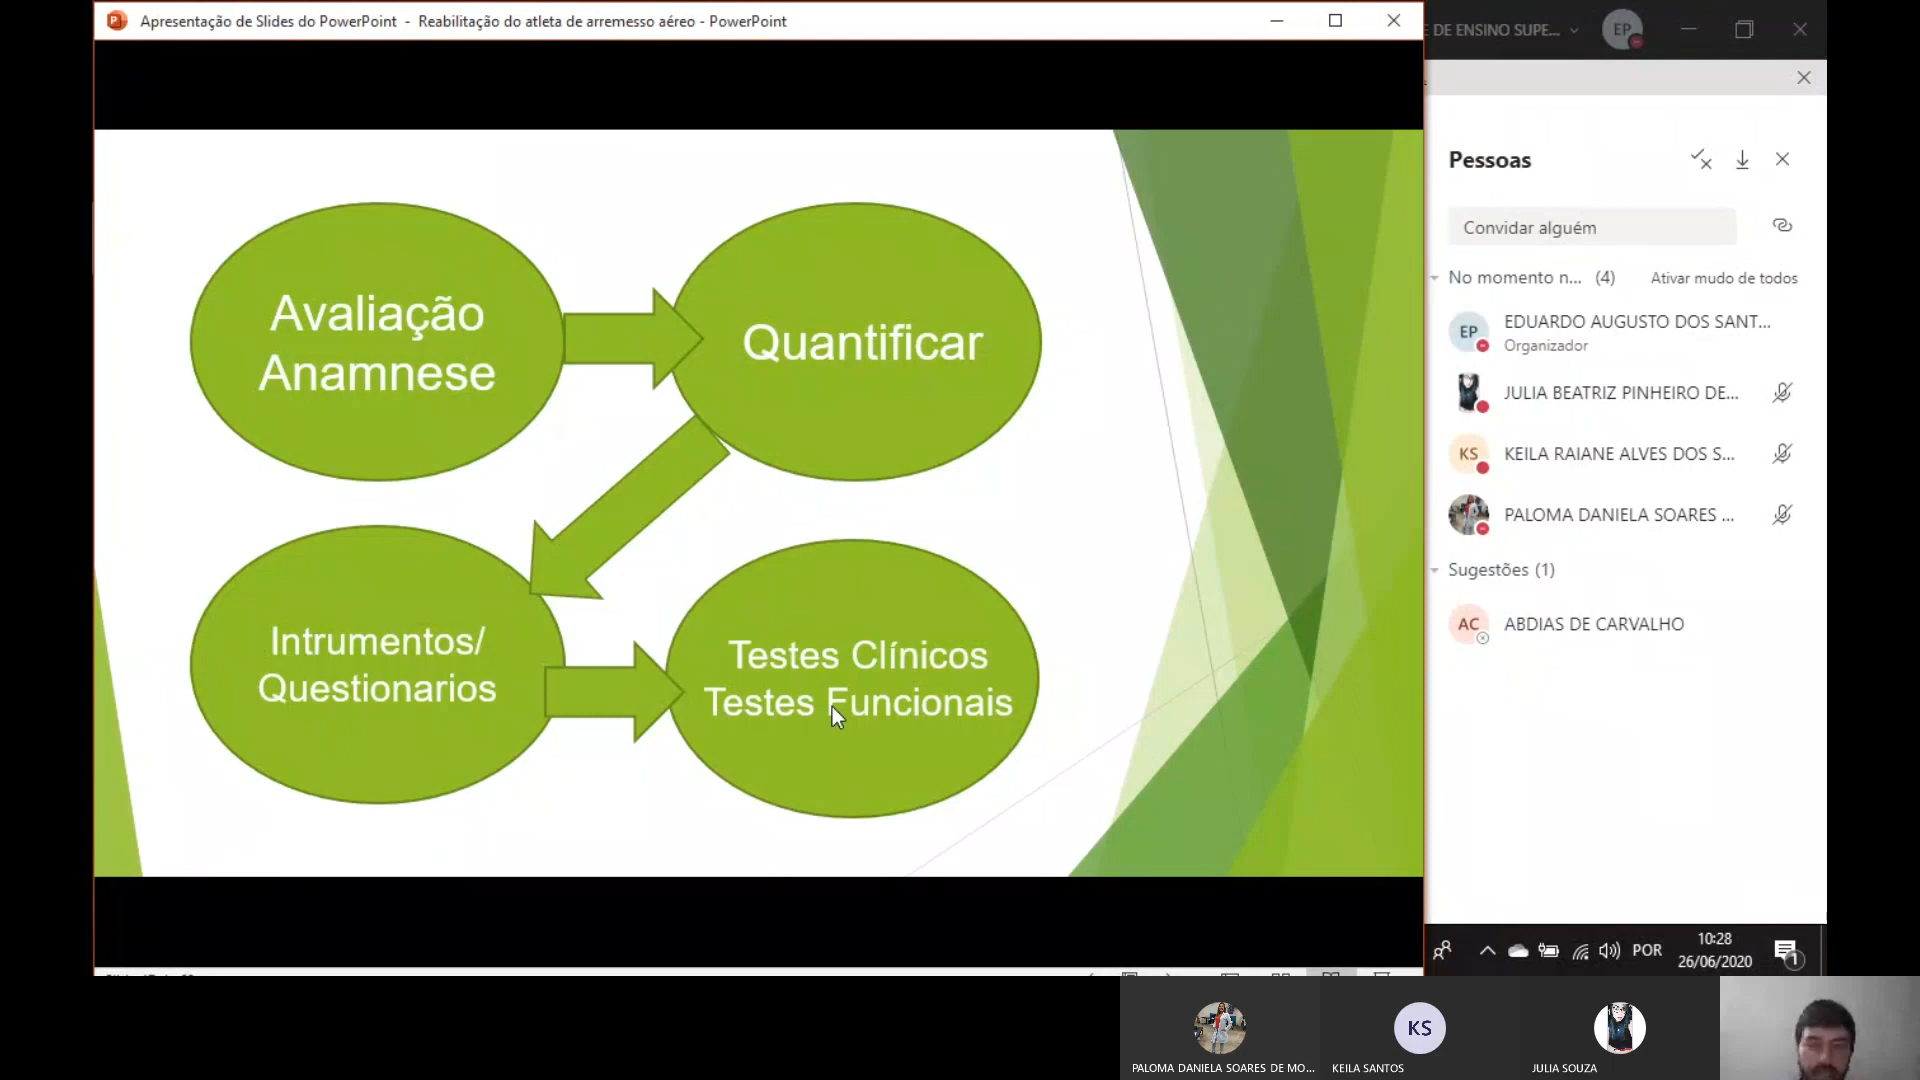 Apresentação de Slides do PowerPoint - Reabilitação do atleta de arremesso aéreo - PowerPoint
E DE ENSINO SUPE...
EP
Avaliação
Anamnese
Quantificar
Intrumentos/
Questionarios
Testes Clínicos
Testes Funcionais
Pessoas
Convidar alguém
No momento n... (4) Ativar mudo de todos
EP
EDUARDO AUGUSTO DOS SANT...
Organizador
JULIA BEATRIZ PINHEIRO DE...
KS
KEILA RAIANE ALVES DOS S...
PALOMA DANIELA SOARES ...
Sugestões (1)
AC
ABDIAS DE CARVALHO
POR
10:28
26/06/2020
1
KS
PALOMA DANIELA SOARES DE MO...
KEILA SANTOS
JULIA SOUZA